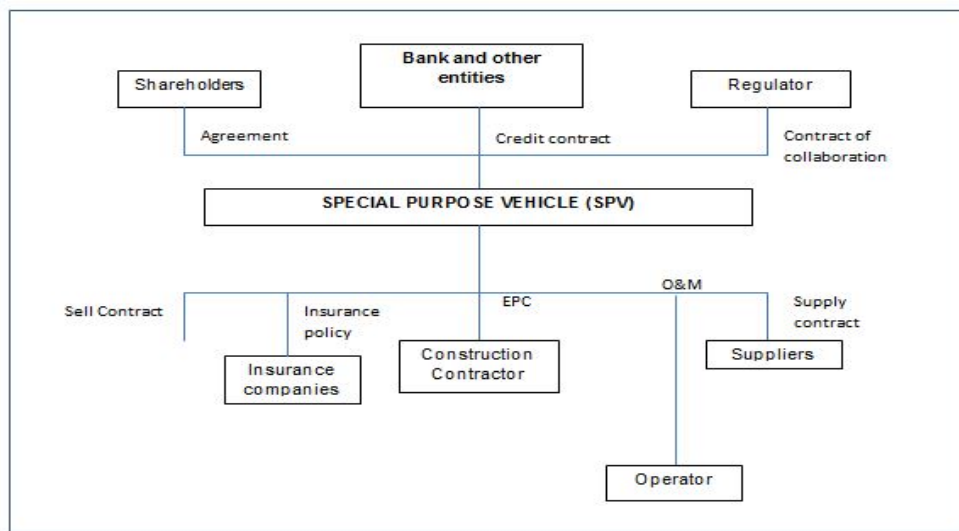 Bank and other
entities
Shareholders
Regulator
Agreement
Credit contract
Contract of
collaboration
SPECIAL PURPOSE VEHICLE (SPV)
O&M
Sell Contract
Insurance
policy
EPC
Supply
contract
Insurance
companies
Construction
Contractor
Suppliers
Operator